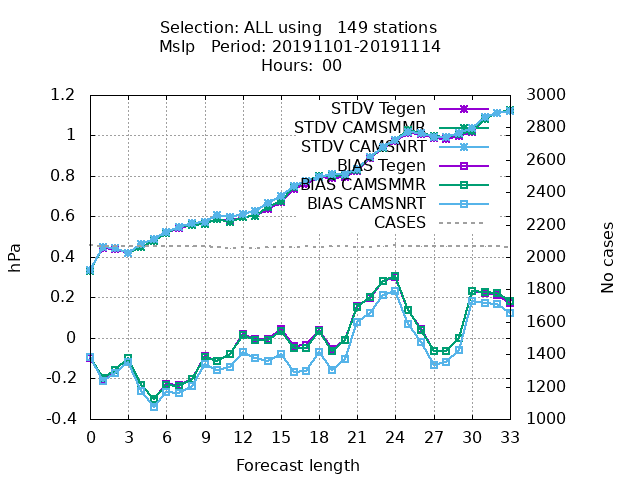 Selection: ALL using   149 stations
Mslp   Period: 20191101-20191114
Hours: 00
1.2
1
0.8
0.6
0.4
0.2
0
-0.2
-0.4
hPa
STDV Tegen
STDV CAMSMMR
STDV CAMSNRT
BIAS Tegen
BIAS CAMSMMR
BIAS CAMSNRT
CASES
3000
2800
2600
2400
2200
2000
1800
1600
1400
1200
1000
No cases
0 3 6 9 12 15 18 21 24 27 30 33
Forecast length